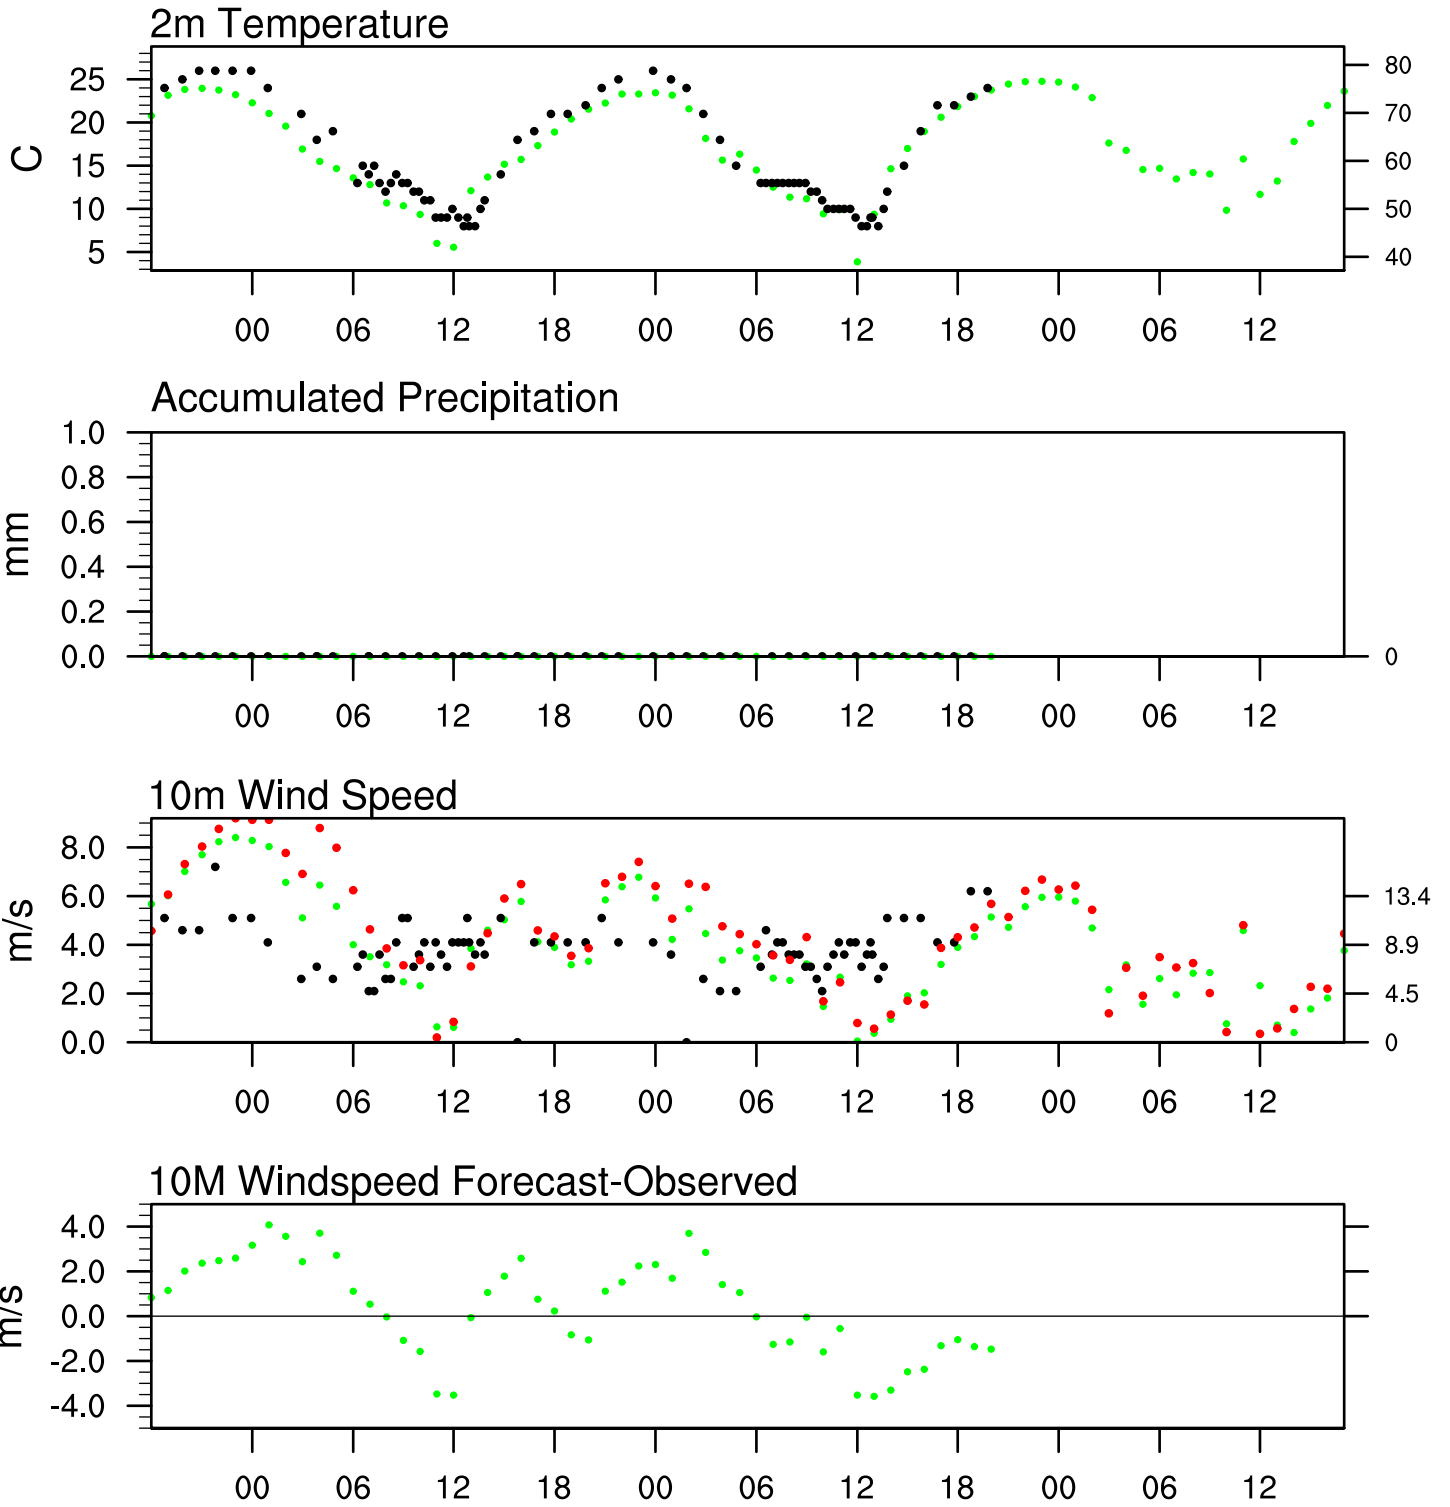 2m Temperature
25 80
20 70
C 15 60
10 50
5 40
00 06 12 18 00 06 12 18 00 06 12
Accumulated Precipitation
1.0
0.8
0.6
mm
0.4
0.2
0.0 0
00 06 12 18 00 06 12 18 00 06 12
10m Wind Speed
8.0
6.0 13.4
m/s
4.0 8.9
2.0 4.5
0.0 0
00 06 12 18 00 06 12 18 00 06 12
10M Windspeed Forecast-Observed
4.0
2.0
m/s 0.0
-2.0
-4.0
00 06 12 18 00 06 12 18 00 06 12